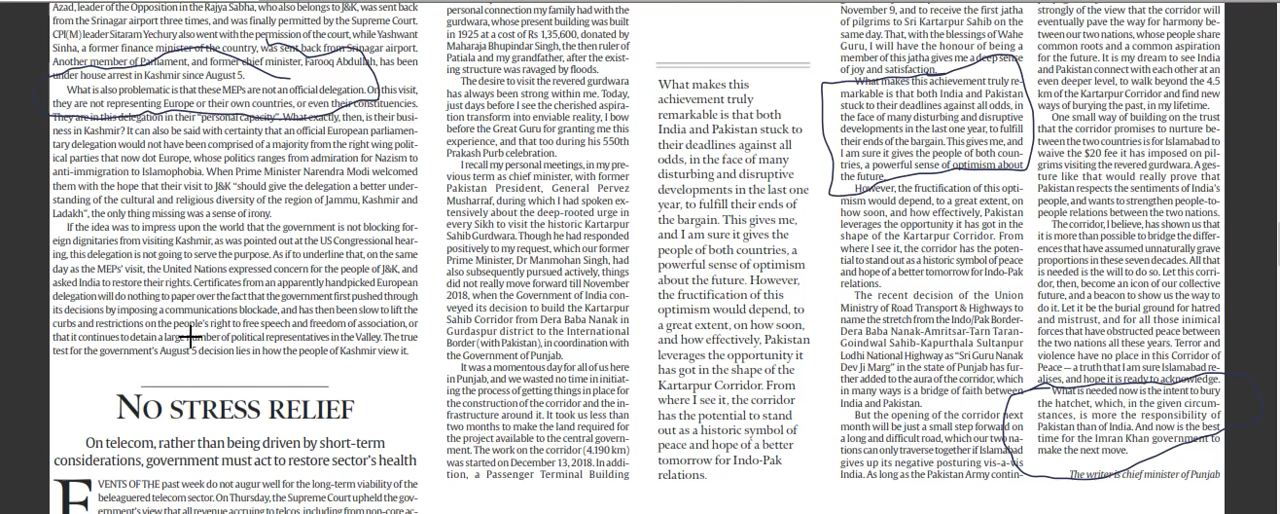 Azad, leader of the Opposition in the Rajya Sabha, who also belongs to J&K, was sent
from the Srinagar airport three times, and was finally permitted by the Supreme Court.
CPI(M) leader Sitaram Yechury also went with the permission of the court, while Yashwant
Sinha, a former finance minister of the country, was sent back from Srinagar airport.
Another member of Parliament, and former chief minister, Farooq Abdullah, has been
under house arrest in Kashmir since August 5.
What is also problematic is that these MEPs are not an official delegation. On this visit,
they are not representing Europe or their own countries, or even their constituencies.
They are in this delegation in their "personal capacity". What exactly, then, is their busi-
ness in Kashmir? It can also be said with certainty that an official European parliamen-
tary delegation would not have been comprised of a majority from the right wing polit-
ical parties that now dot Europe, whose politics ranges from admiration for Nazism to
anti-immigration to Islamophobia. When Prime Minister Narendra Modi welcomed
them with the hope that their visit to J&K "should give the delegation a better under-
standing of the cultural and religious diversity of the region of Jammu, Kashmir and
Ladakh", the only thing missing was a sense of irony.
If the idea was to impress upon the world that the government is not blocking for-
eign dignitaries from visiting Kashmir, as was pointed out at the US Congressional hear-
ing, this delegation is not going to serve the purpose. As if to underline that, on the same
day as the MEPs' visit, the United Nations expressed concern for the people of J&K, and
asked India to restore their rights. Certificates from an apparently handpicked European
delegation will do nothing to paper over the fact that the government first pushed through
its decisions by imposing a communications blockade, and has then been slow to lift the
curbs and restrictions on the people's right to free speech and freedom of association, or
that it continues to detain a large number of political representatives in the Valley. The true
test for the government's August 5 decision lies in how the people of Kashmir view it.
NO STRESS RELIEF
On telecom, rather than being driven by short-term
considerations, government must act to restore sector's health
EVENTS OF THE past week do not augur well for the long-term viability of the
beleaguered telecom sector. On Thursday, the Supreme Court upheld the gov-
ernment's view that all revenue accruing to telcos, including from non-core ac-
personal connection my family had with the
gurdwara, whose present building was built
in 1925 at a cost of Rs 1,35,600, donated by
Maharaja Bhupindar Singh, the then ruler of
Patiala and my grandfather, after the exist-
ing structure was ravaged by floods.
The desire to visit the revered gurdwara
has always been strong within me. Today,
just days before I see the cherished aspira-
tion transform into enviable reality, I bow
before the Great Guru for granting me this
experience, and that too during his 550th
Prakash Purb celebration.
I recall my personal meetings, in my pre-
vious term as chief minister, with former
Pakistan President, General Pervez
Musharraf, during which I had spoken ex-
tensively about the deep-rooted urge in
every Sikh to visit the historic Kartarpur
Sahib Gurdwara. Though he had responded
positively to my request, which our former
Prime Minister, Dr Manmohan Singh, had
also subsequently pursued actively, things
did not really move forward till November
2018, when the Government of India con-
veyed its decision to build the Kartarpur
Sahib Corridor from Dera Baba Nanak in
Gurdaspur district to the International
Border (with Pakistan), in coordination with
the Government of Punjab.
It was a momentous day for all of us here
in Punjab, and we wasted no time in initiat-
ing the process of getting things in place for
the construction of the corridor and the in-
frastructure around it. It took us less than
two months to make the land required for
the project available to the central govern-
ment. The work on the corridor (4.190 km)
was started on December 13, 2018. In addi-
tion, a Passenger Terminal Building
What makes this
achievement truly
remarkable is that both
India and Pakistan stuck to
their deadlines against all
odds, in the face of many
disturbing and disruptive
developments in the last one
year, to fulfill their ends of
the bargain. This gives me,
and I am sure it gives the
people of both countries, a
powerful sense of optimism
about the future. However,
the fructification of this
optimism would depend, to
a great extent, on how soon,
and how effectively, Pakistan
leverages the opportunity it
has got in the shape of the
Kartarpur Corridor. From
where I see it, the corridor
has the potential to stand
out as a historic symbol of
peace and hope of a better
tomorrow for Indo-Pak
relations.
November 9, and to receive the first jatha
of pilgrims to Sri Kartarpur Sahib on the
same day. That, with the blessings of Wahe
Guru, I will have the honour of being a
member of this jatha gives me a deep sense
of joy and satisfaction.
What makes this achievement truly re-
markable is that both India and Pakistan
stuck to their deadlines against all odds, in
the face of many disturbing and disruptive
developments in the last one year, to fulfill
their ends of the bargain. This gives me, and
I am sure it gives the people of both coun-
tries, a powerful sense of optimism about
the future.
However, the fructification of this opti-
mism would depend, to a great extent, on
how soon, and how effectively, Pakistan
leverages the opportunity it has got in the
shape of the Kartarpur Corridor. From
where I see it, the corridor has the poten-
tial to stand out as a historic symbol of peace
and hope of a better tomorrow for Indo-Pak
relations.
The recent decision of the Union
Ministry of Road Transport & Highways to
name the stretch from the Indo/Pak Border-
Dera Baba Nanak-Amritsar-Tarn Taran-
Goindwal Sahib-Kapurthala Sultanpur
Lodhi National Highway as "Sri Guru Nanak
Dev Ji Marg" in the state of Punjab has fur-
ther added to the aura of the corridor, which
in many ways is a bridge of faith between
India and Pakistan.
But the opening of the corridor next
month will be just a small step forward on
a long and difficult road, which our two na-
tions can only traverse together if Islamabad
gives up its negative posturing vis-a-vis
India. As long as the Pakistan Army contin-
strongly of the view that the corridor will
eventually pave the way for harmony be-
tween our two nations, whose people share
common roots and a common aspiration
for the future. It is my dream to see India
and Pakistan connect with each other at an
even deeper level, to walk beyond the 4.5
km of the Kartarpur Corridor and find new
ways of burying the past, in my lifetime.
One small way of building on the trust
that the corridor promises to nurture be-
tween the two countries is for Islamabad to
waive the $20 fee it has imposed on pil-
grims visiting the revered gurdwara. A ges-
ture like that would really prove that
Pakistan respects the sentiments of India's
people, and wants to strengthen people-to-
people relations between the two nations.
The corridor, I believe, has shown us that
it is more possible to bridge the differ-
ences that have assumed unnaturally grave
proportions in these seven decades. All that
is needed is the will to do so. Let this corri-
dor, then, become an icon of our collective
future, and a beacon to show us the way to
do it. Let it be the burial ground for hatred
and mistrust, and for all those inimical
forces that have obstructed peace between
the two nations all these years. Terror and
violence have no place in this Corridor of
Peace — a truth that I am sure Islamabad re-
alises, and hope it is ready to acknowledge.
What is needed now is the intent to bury
the hatchet, which, in the given circum-
stances, is more the responsibility of
Pakistan than of India. And now is the best
time for the Imran Khan government to
make the next move.
The writer is chief minister of Punjab